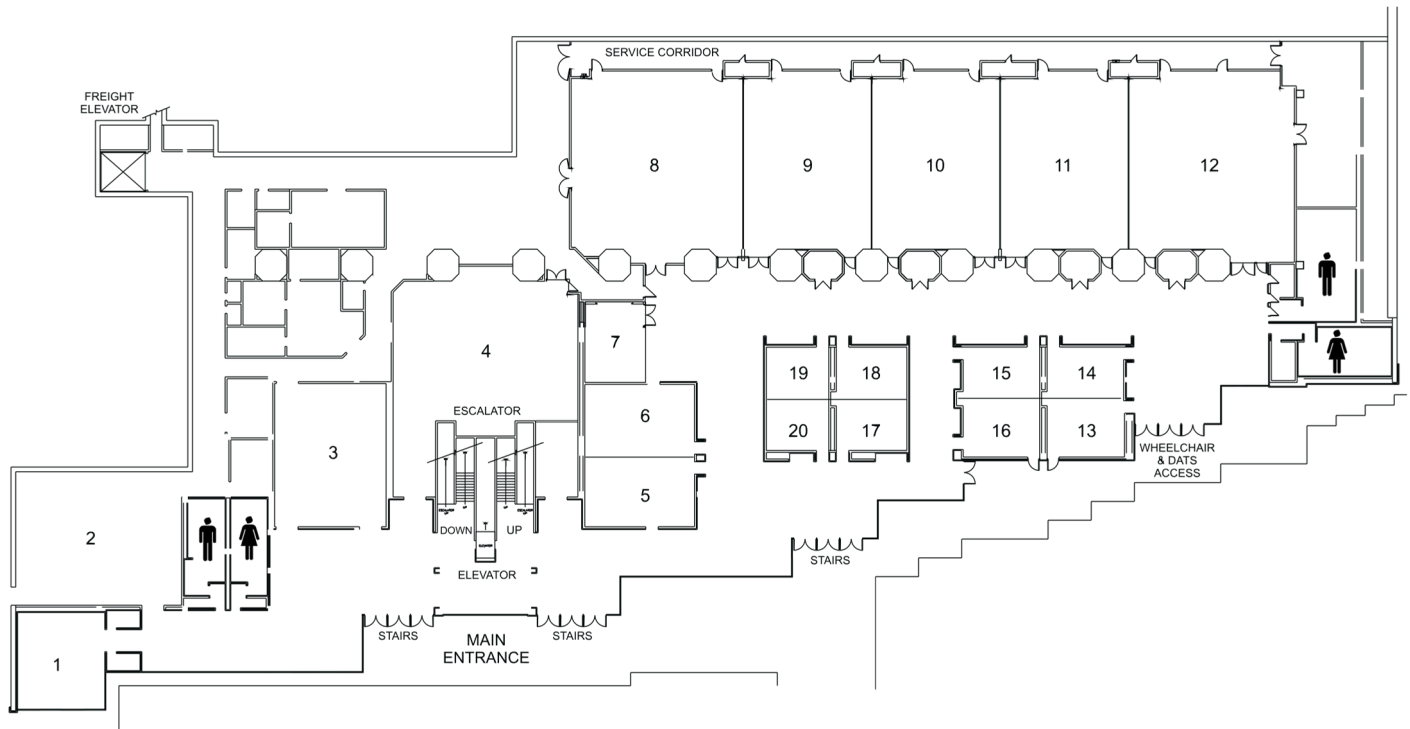 SERVICE CORRIDOR
FREIGHT
ELEVATOR
8
9
10
11
12
4
7
19
18
15
14
ESCALATOR
6
20
17
16
13
3
WHEELCHAIR
& DATS
ACCESS
5
2
DOWN
UP
STAIRS
ELEVATOR
STAIRS
MAIN
ENTRANCE
STAIRS
1